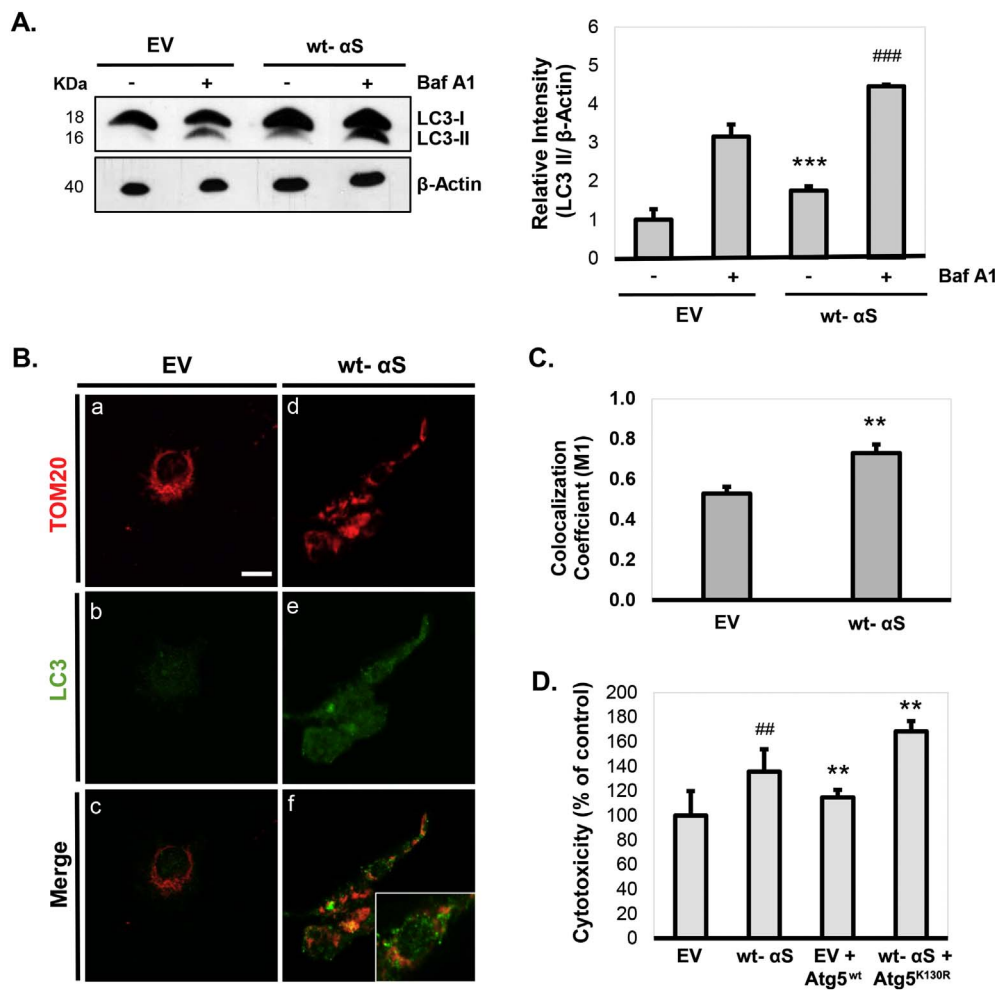 A.
EV wt- αS
KDa - + - + Baf A1
18 LC3-I
16 LC3-II
40 β-Actin
Relative Intensity
(LC3 II/ β-Actin)
6
5
4
3
2
1
0
***
###
- + - + Baf A1
EV wt- αS
B.
EV wt- αS
TOM20
a d
LC3
b e
Merge
c f
C.
Colocalization
Coeffcient (M1)
1.0
0.8
0.6
0.4
0.2
0.0
**
EV wt- αS
D.
Cytotoxicity (% of control)
200
180
160
140
120
100
80
60
40
20
0
##
**
**
EV wt- αS EV + wt- αS +
Atg5ʷᵗ Atg5ᴷ¹³⁰ᴿ